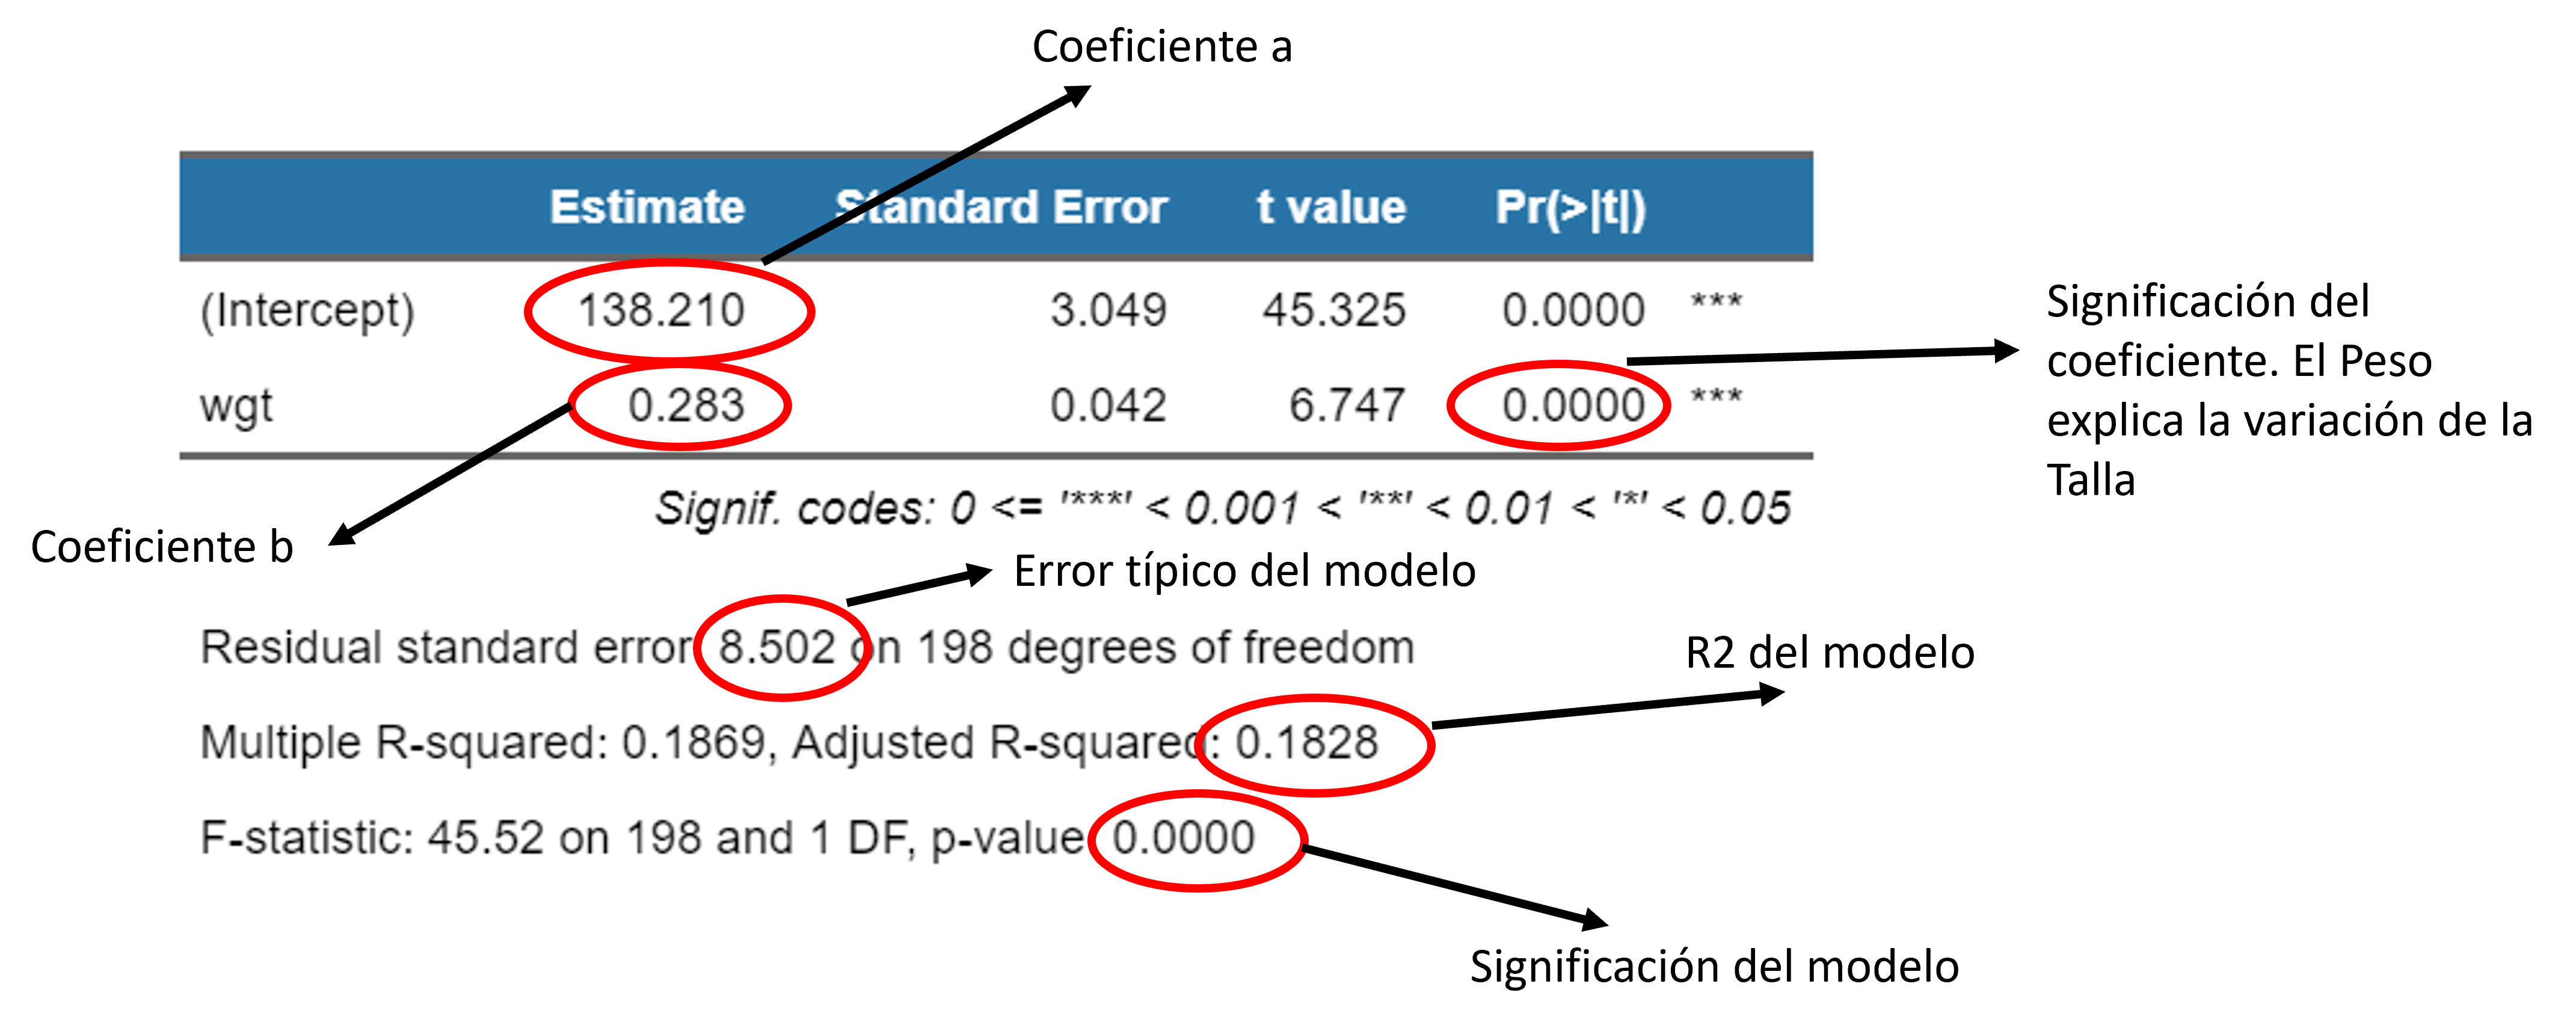 Coeficiente a
Estimate Standard Error t value Pr(>|t|)
(Intercept) 138.210 3.049 45.325 0.0000 ***
wgt 0.283 0.042 6.747 0.0000 ***
Significación del
coeficiente. El Peso
explica la variación de la
Talla
Signif. codes: 0 <= '***' < 0.001 < '**' < 0.01 < '*' < 0.05
Coeficiente b
Error típico del modelo
Residual standard error 8.502 on 198 degrees of freedom
R2 del modelo
Multiple R-squared: 0.1869, Adjusted R-squared: 0.1828
F-statistic: 45.52 on 198 and 1 DF, p-value 0.0000
Significación del modelo